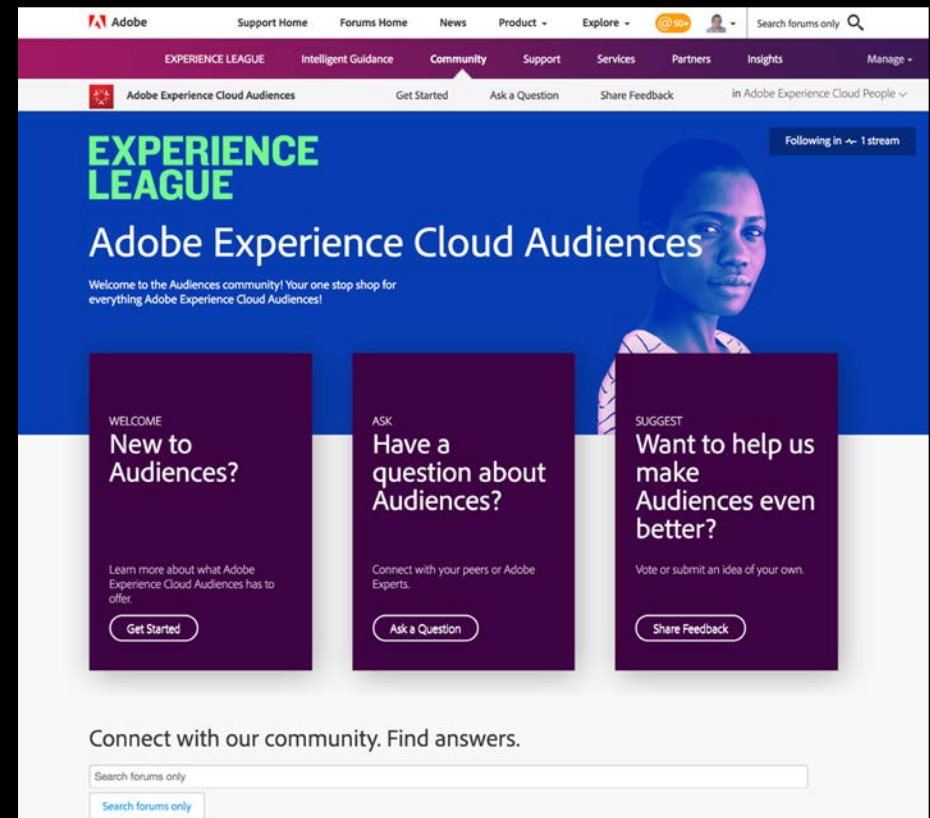 Adobe
Support Home
Forums Home
News
Product
Explore
@ 50+
Search forums only
EXPERIENCE LEAGUE
Intelligent Guidance
Community
Support
Services
Partners
Insights
Manage
Adobe Experience Cloud Audiences
Get Started
Ask a Question
Share Feedback
in Adobe Experience Cloud People
Following in 1 stream
EXPERIENCE
LEAGUE
Adobe Experience Cloud Audiences
Welcome to the Audiences community! Your one stop shop for
everything Adobe Experience Cloud Audiences!
WELCOME
New to
Audiences?
Learn more about what Adobe
Experience Cloud Audiences has to
offer.
Get Started
ASK
Have a
question about
Audiences?
Connect with your peers or Adobe
Experts.
Ask a Question
SUGGEST
Want to help us
make
Audiences even
better?
Vote or submit an idea of your own.
Share Feedback
Connect with our community. Find answers.
Search forums only
Search forums only